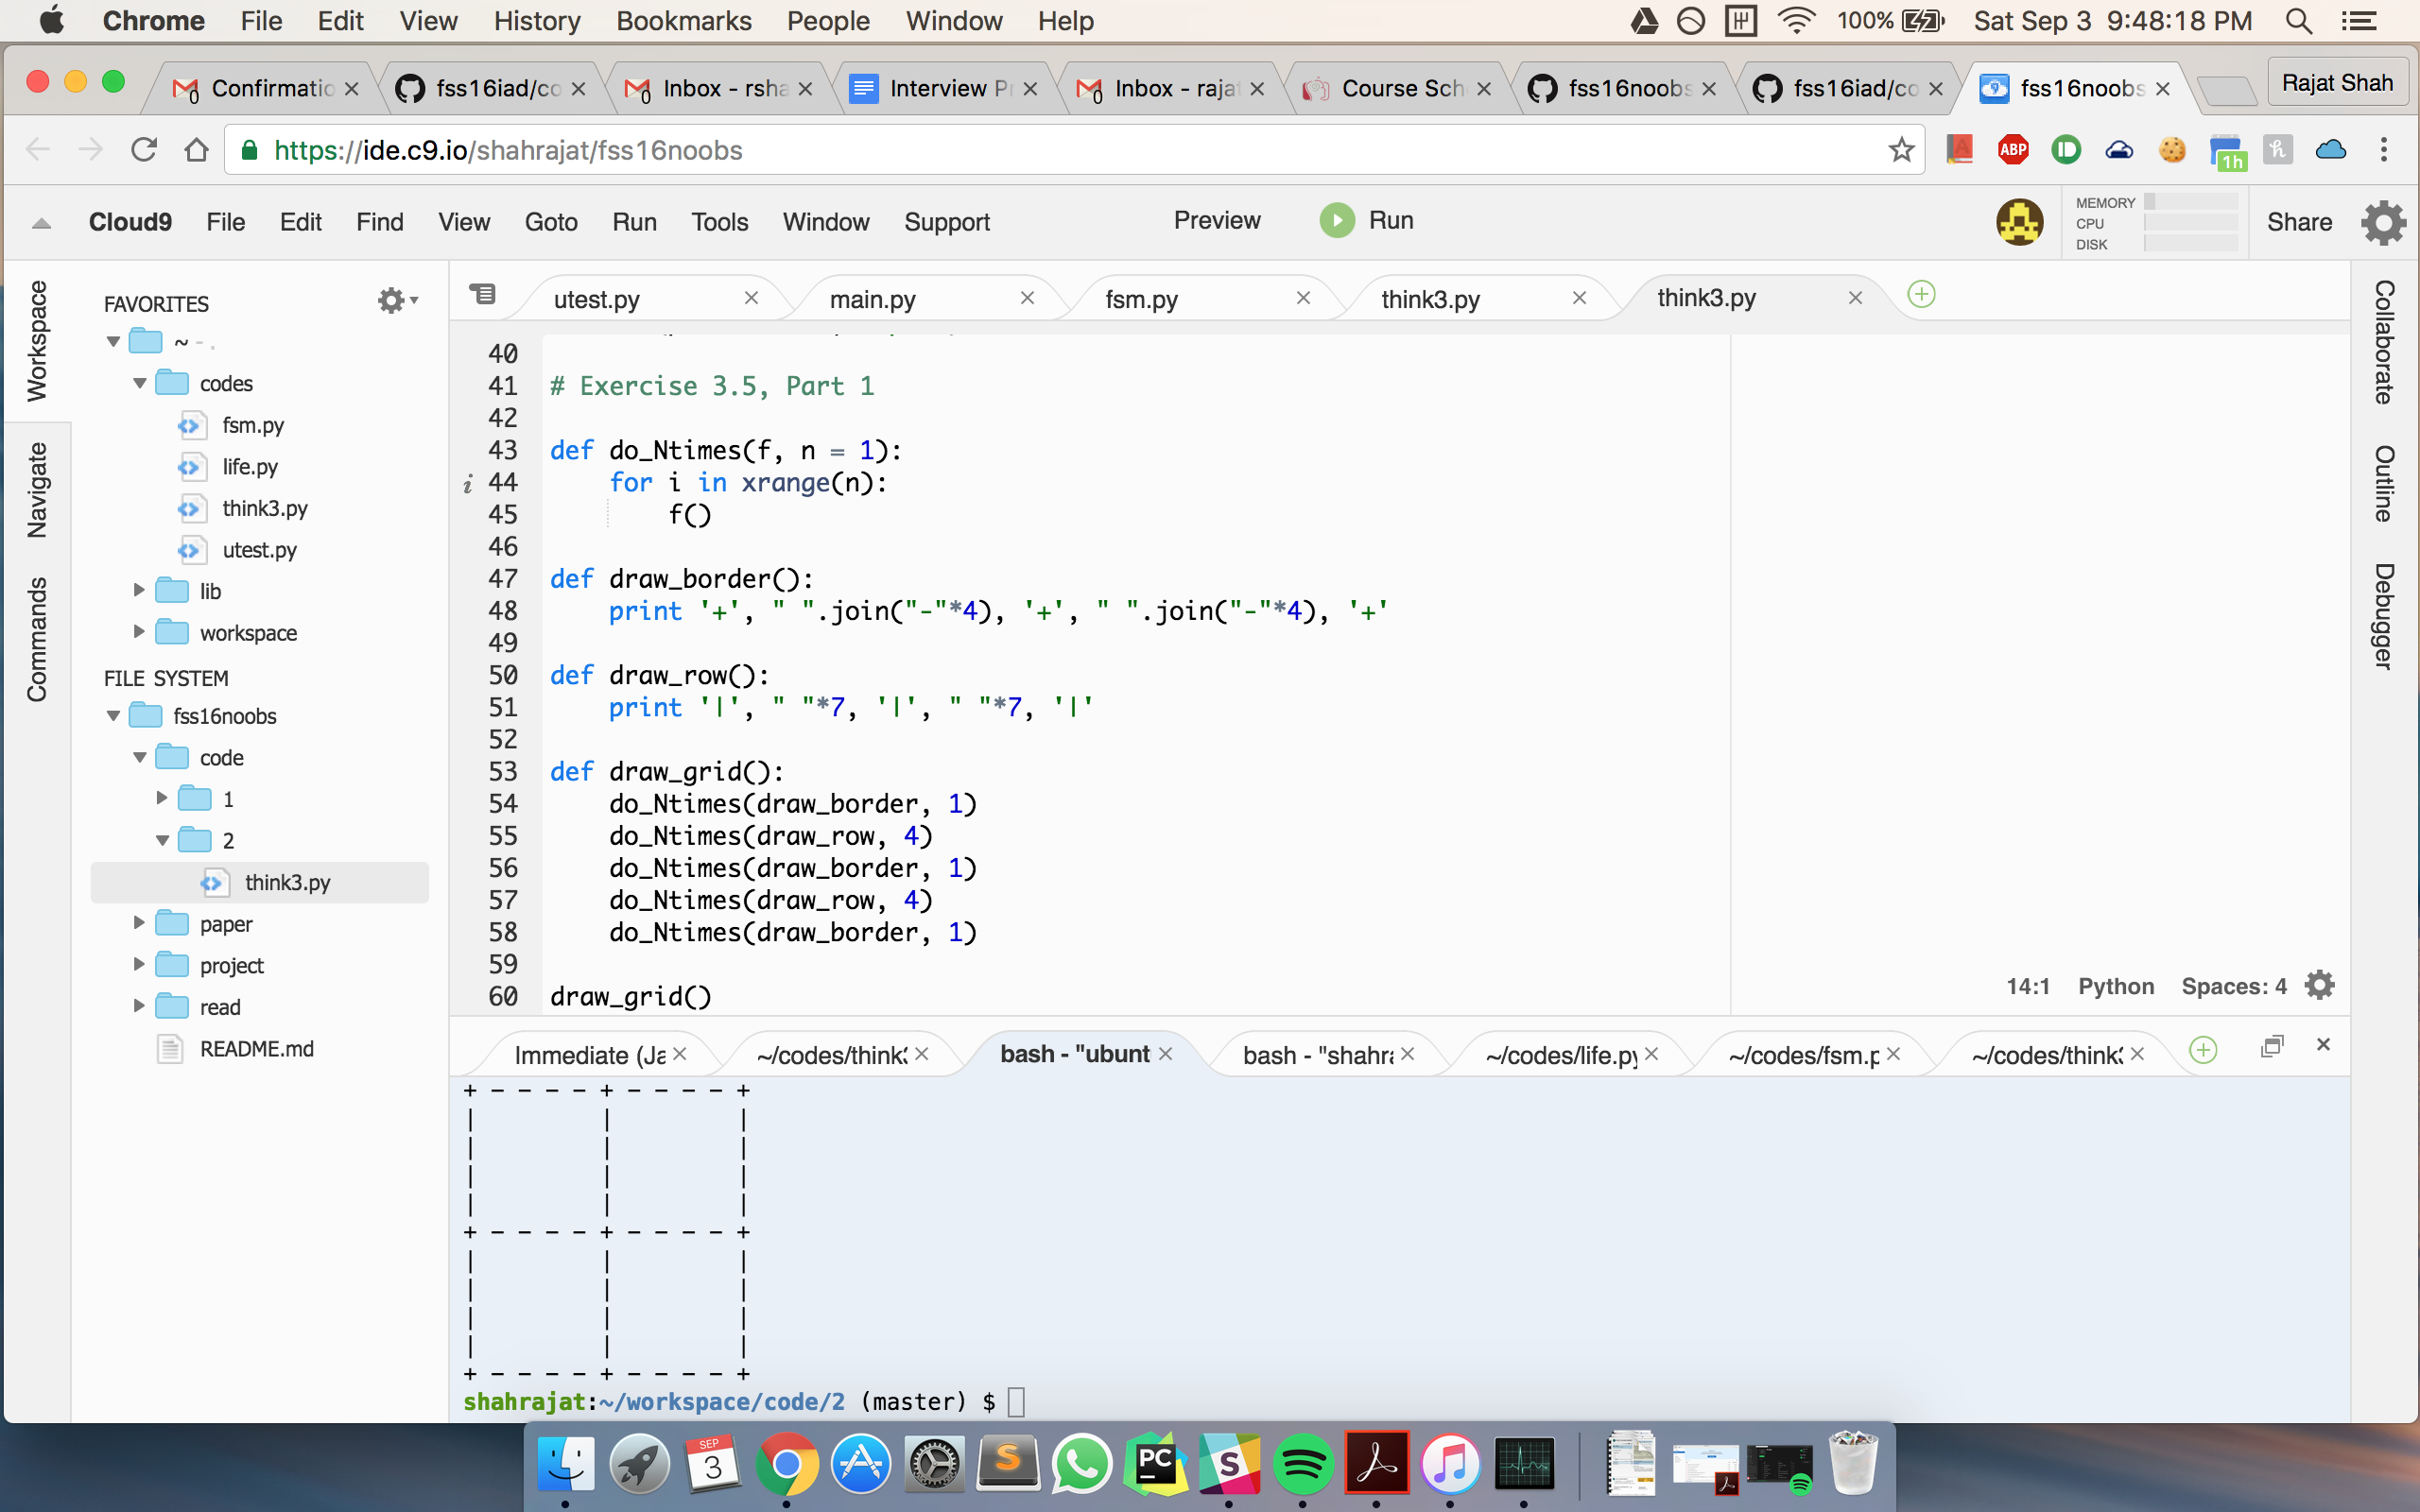 Chrome File Edit View History Bookmarks People Window Help 100% Sat Sep 3 9:48:18 PM
Confirmatio fss16iad/co Inbox - rsha Interview Pr Inbox - rajat Course Sch fss16noobs fss16iad/co fss16noobs Rajat Shah
https://ide.c9.io/shahrajat/fss16noobs
ABP
1h
Cloud9 File Edit Find View Goto Run Tools Window Support Preview Run MEMORY Share
CPU
DISK
Workspace
Navigate
Commands
FAVORITES
~ - .
codes
fsm.py
life.py
think3.py
utest.py
lib
workspace
FILE SYSTEM
fss16noobs
code
1
2
think3.py
paper
project
read
README.md
utest.py main.py fsm.py think3.py think3.py
40
41 # Exercise 3.5, Part 1
42
43 def do_Ntimes(f, n = 1):
i 44     for i in xrange(n):
45         f()
46
47 def draw_border():
48     print '+', " ".join("-"*4), '+', " ".join("-"*4), '+'
49
50 def draw_row():
51     print '|', " "*7, '|', " "*7, '|'
52
53 def draw_grid():
54     do_Ntimes(draw_border, 1)
55     do_Ntimes(draw_row, 4)
56     do_Ntimes(draw_border, 1)
57     do_Ntimes(draw_row, 4)
58     do_Ntimes(draw_border, 1)
59
60 draw_grid()
14:1 Python Spaces: 4
Collaborate
Outline
Debugger
Immediate (Ja ~/codes/think3 bash - "ubunt bash - "shahra ~/codes/life.py ~/codes/fsm.p ~/codes/think3
+ - - - - + - - - - +
|         |         |
|         |         |
|         |         |
|         |         |
+ - - - - + - - - - +
|         |         |
|         |         |
|         |         |
|         |         |
+ - - - - + - - - - +
shahrajat:~/workspace/code/2 (master) $
SEP
3
S
PC
S